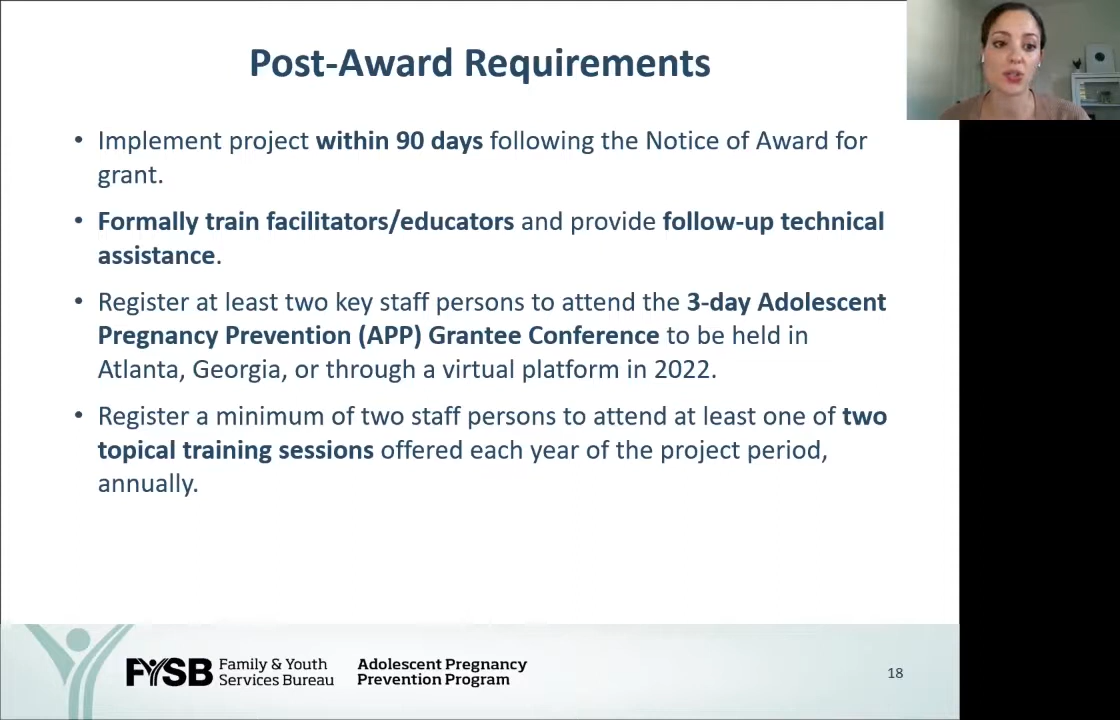 Post-Award Requirements
• Implement project within 90 days following the Notice of Award for
grant.
• Formally train facilitators/educators and provide follow-up technical
assistance.
• Register at least two key staff persons to attend the 3-day Adolescent
Pregnancy Prevention (APP) Grantee Conference to be held in
Atlanta, Georgia, or through a virtual platform in 2022.
• Register a minimum of two staff persons to attend at least one of two
topical training sessions offered each year of the project period,
annually.
FYSB
Family & Youth
Services Bureau
Adolescent Pregnancy
Prevention Program
18